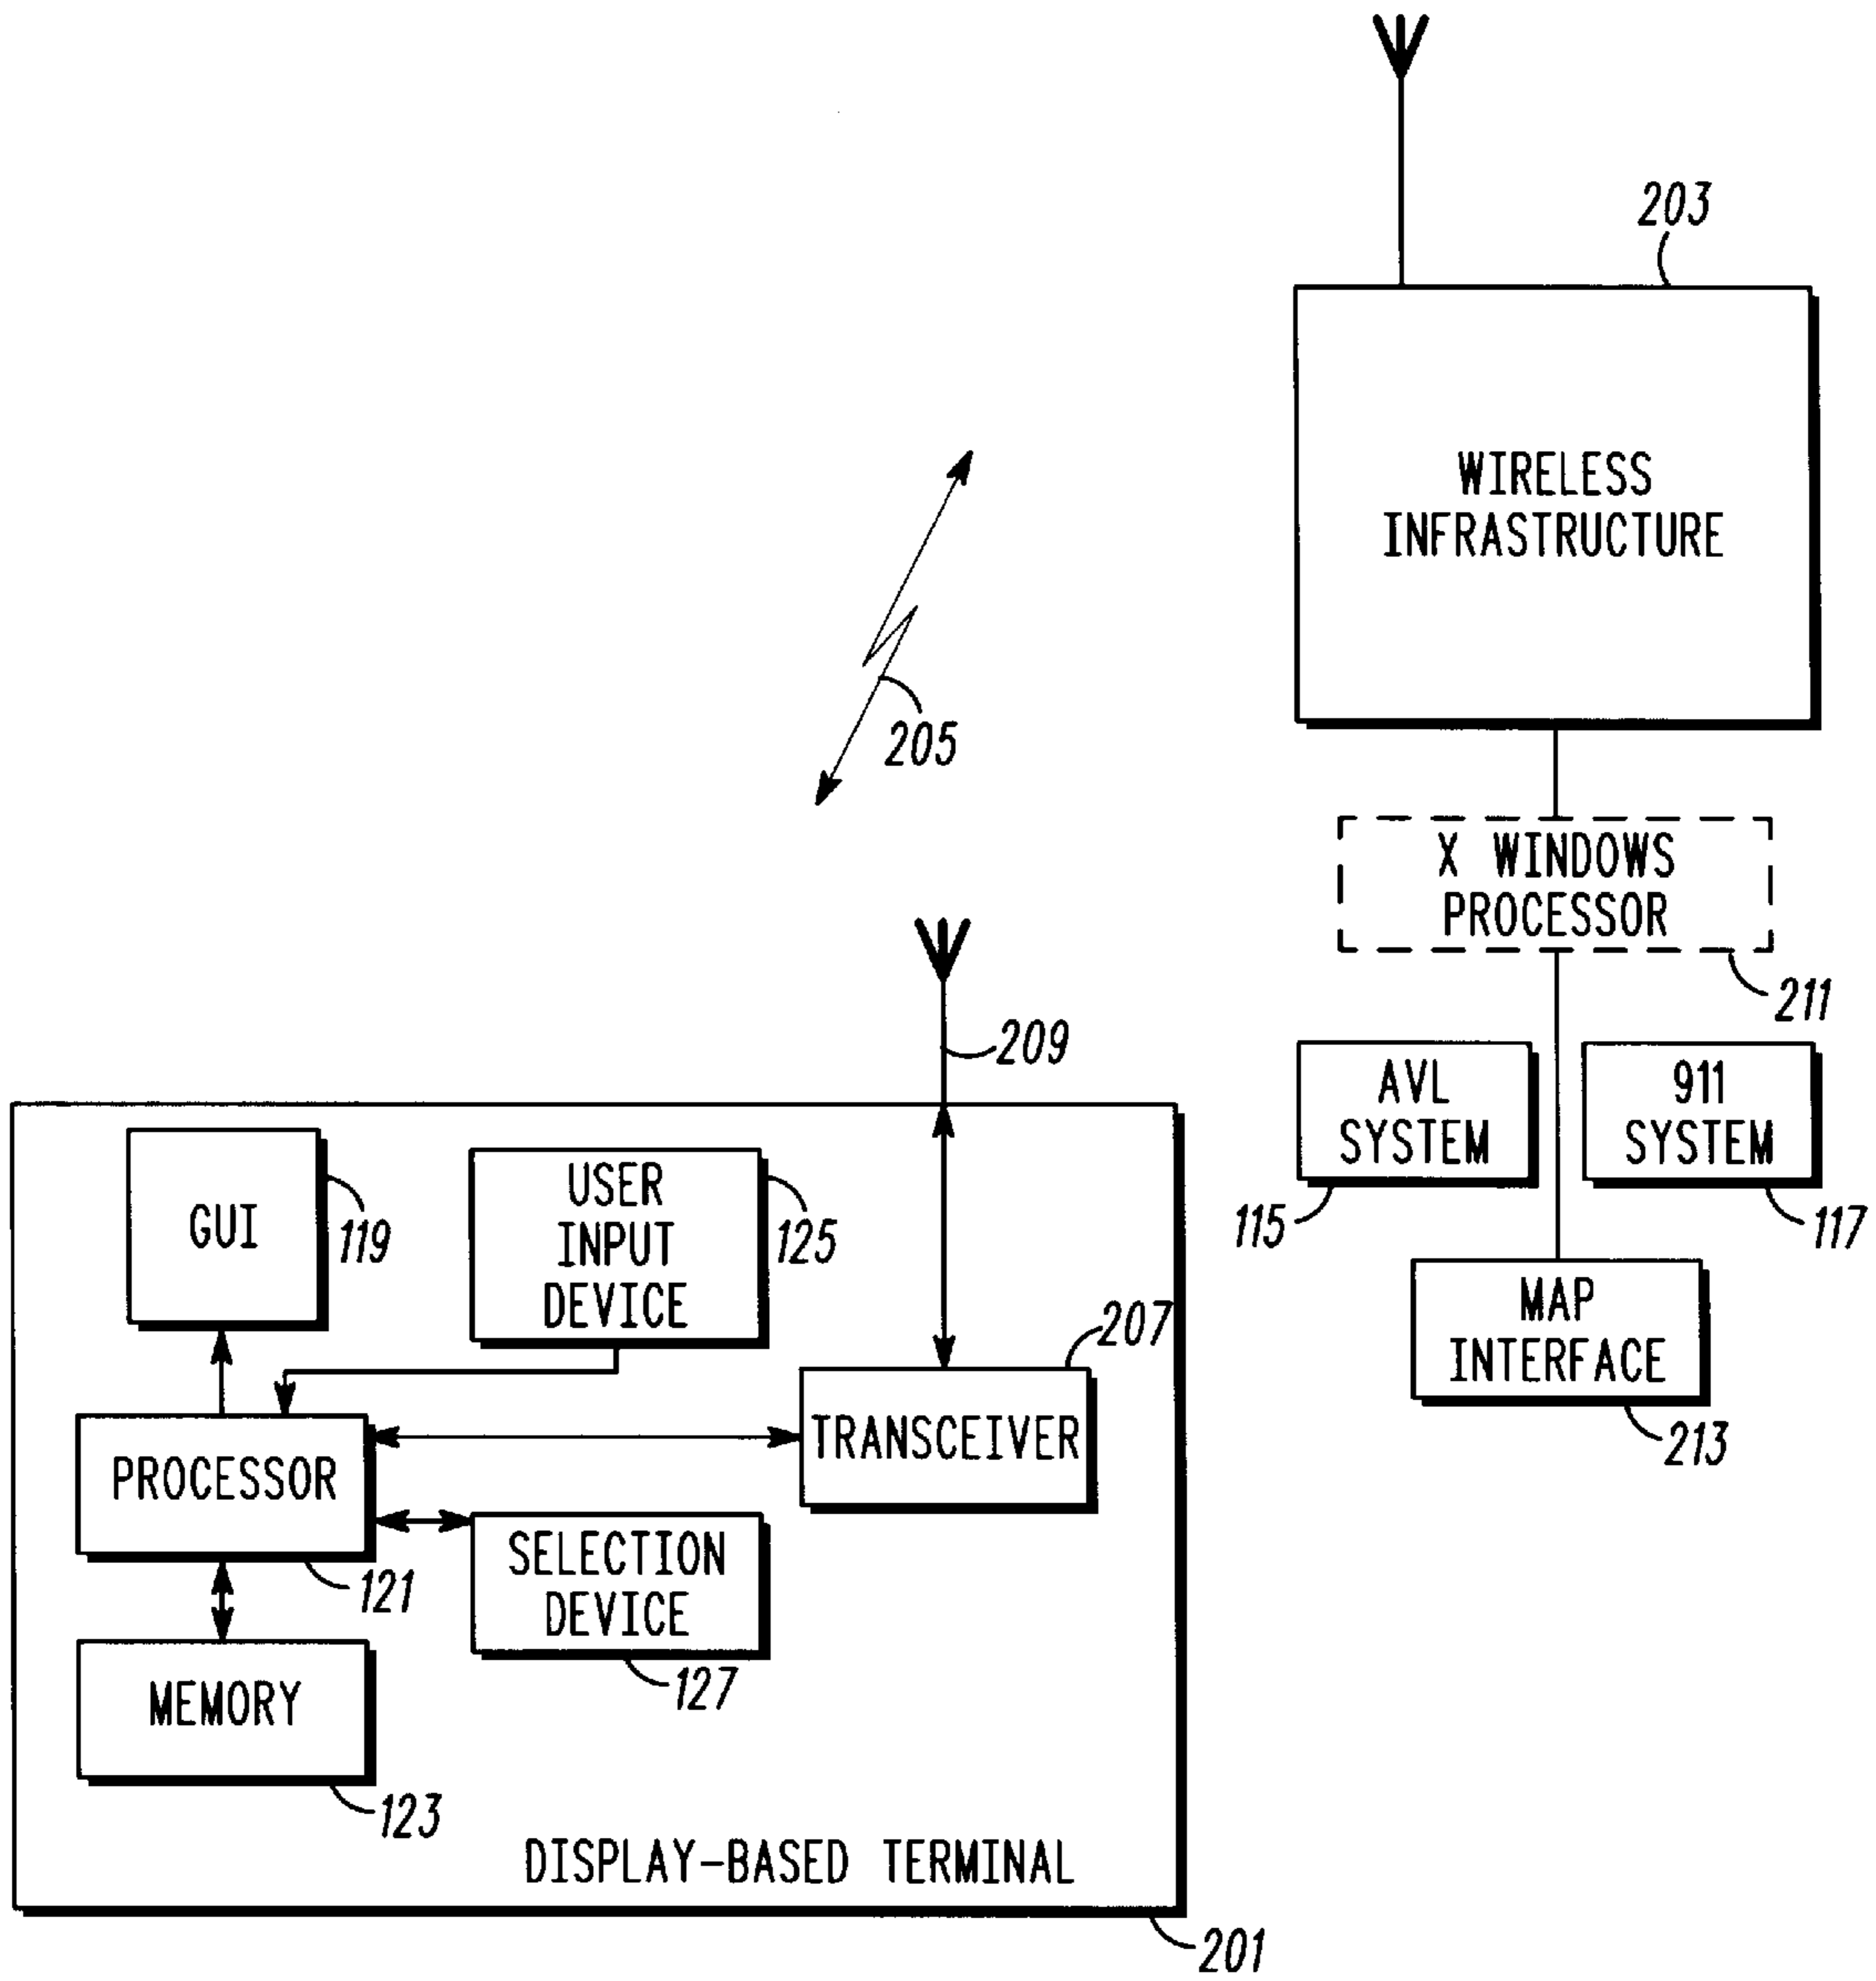 203
WIRELESS
INFRASTRUCTURE
205
X WINDOWS
PROCESSOR
211
209
AVL
SYSTEM
115
911
SYSTEM
117
MAP
INTERFACE
213
GUI
119
USER
INPUT
DEVICE
125
207
TRANSCEIVER
PROCESSOR
121
SELECTION
DEVICE
127
MEMORY
123
DISPLAY-BASED TERMINAL
201